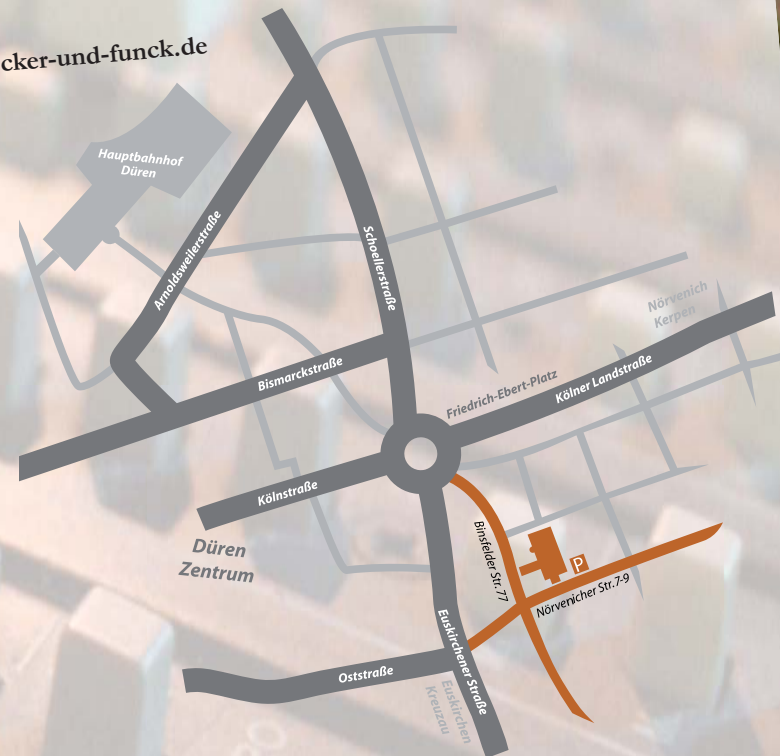 cker-und-funck.de
Hauptbahnhof
Düren
Arnoldsweilerstraße
Schoellerstraße
Nörvenich
Kerpen
Bismarckstraße
Friedrich-Ebert-Platz
Kölner Landstraße
Kölnstraße
Düren
Zentrum
Binsfelder Str. 77
P
Nörvenicher Str. 7-9
Euskirchener Straße
Oststraße
Euskirchen
Kreuzau